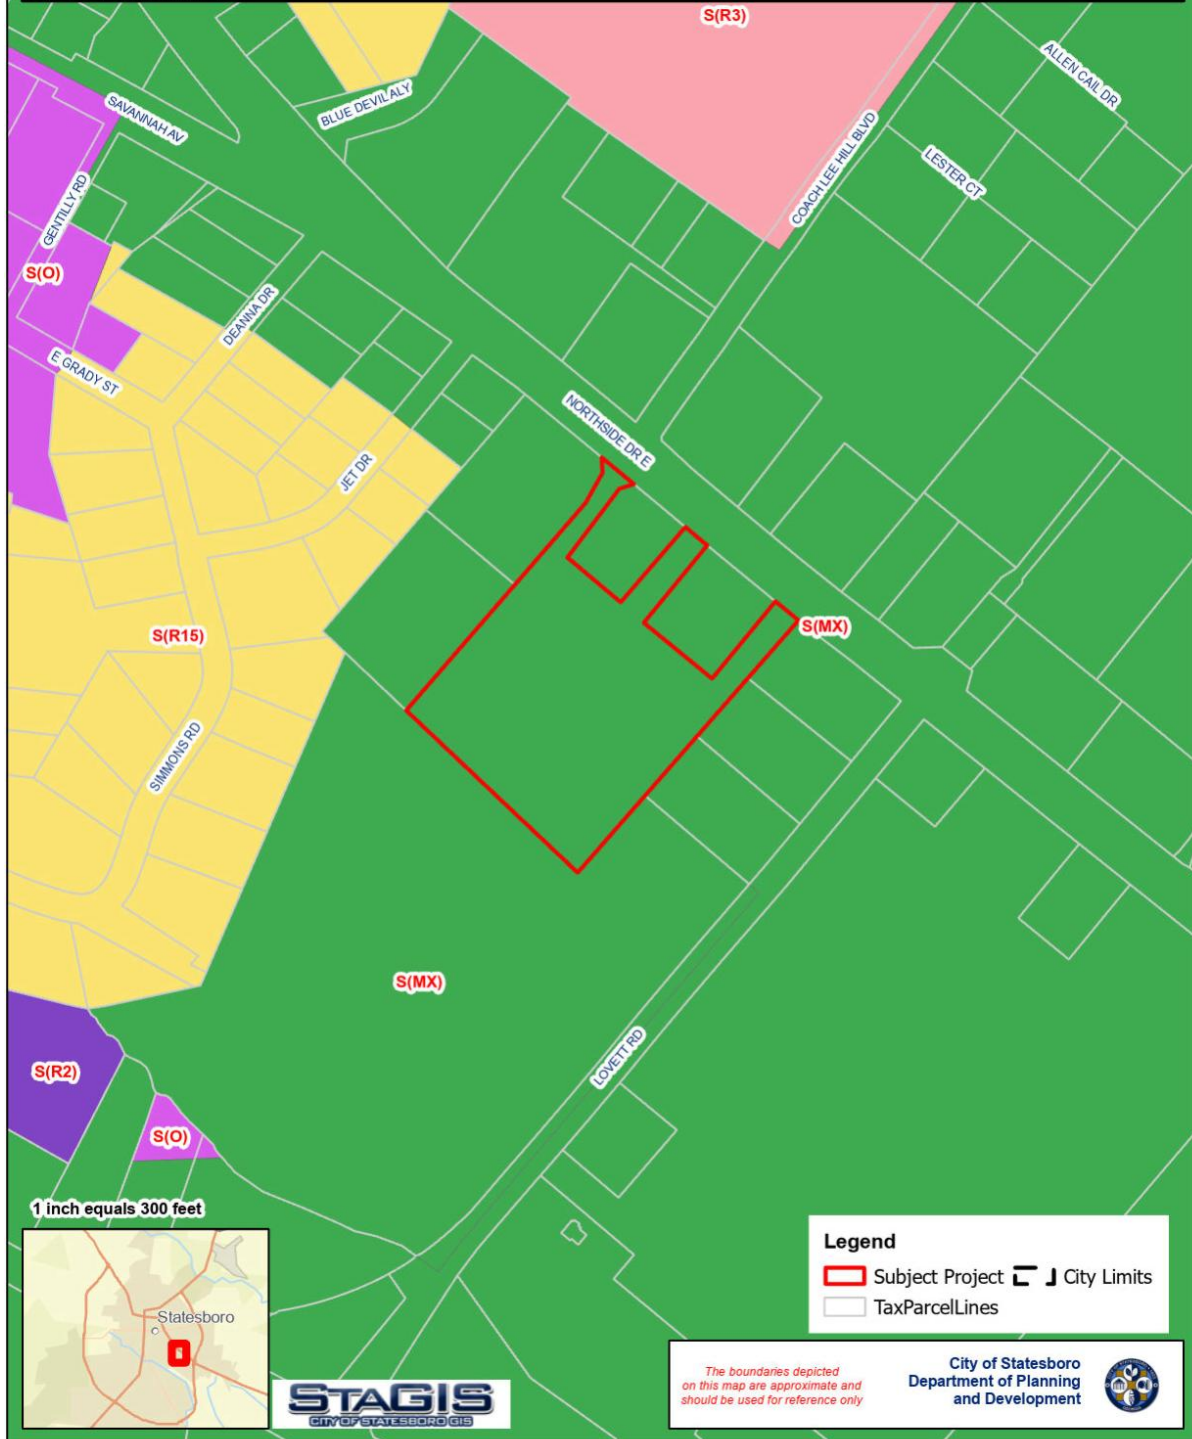 S(R3)
ALLEN CAIL DR
BLUE DEVIL ALY
SAVANNAH AV
COACH LEE HILL BLVD
LESTER CT
GENTILLY RD
S(O)
DEANNA DR
E GRADY ST
NORTHSIDE DR E
JET DR
S(R15)
S(MX)
SIMMONS RD
S(MX)
LOVETT RD
S(R2)
S(O)
1 inch equals 300 feet
Statesboro
STAGIS
CITY OF STATESBORO GIS
Legend
Subject Project City Limits
TaxParcelLines
The boundaries depicted
on this map are approximate and
should be used for reference only
City of Statesboro
Department of Planning
and Development